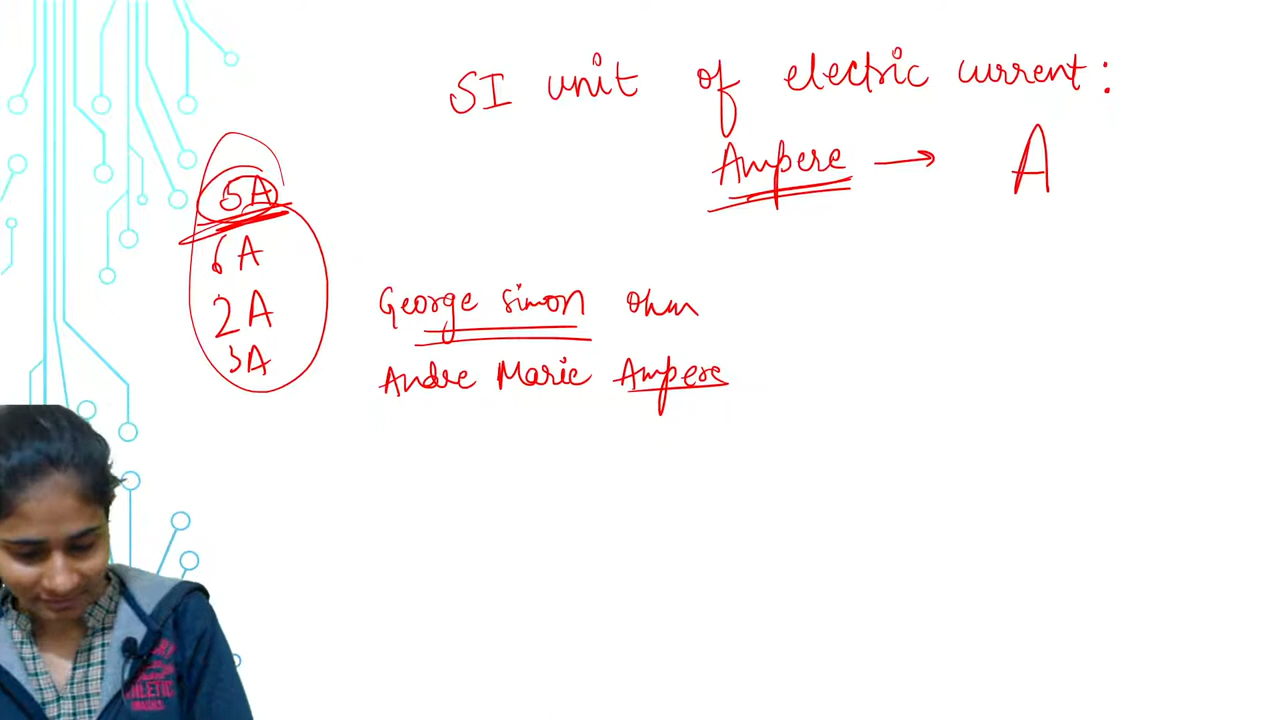 SI unit of electric current:
Ampere → A
5A
6A
2A
3A
George simon ohm
Andre Marie Ampere